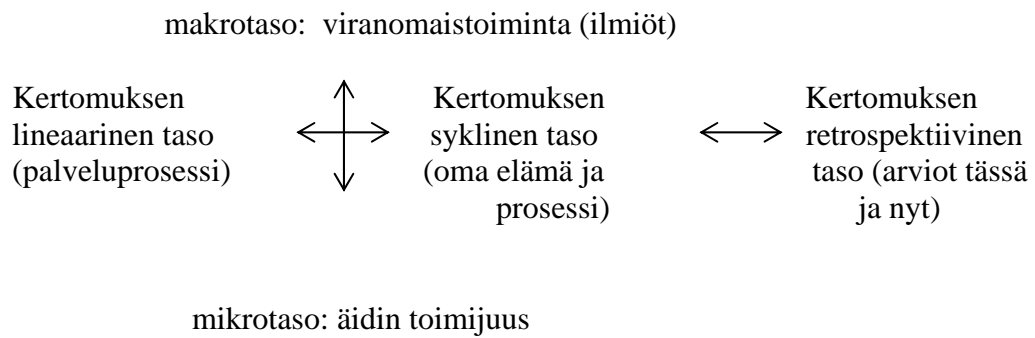 makrotaso: viranomaistoiminta (ilmiöt)
Kertomuksen
lineaarinen taso
(palveluprosessi)
Kertomuksen
syklinen taso
(oma elämä ja
prosessi)
Kertomuksen
retrospektiivinen
taso (arviot tässä
ja nyt)
mikrotaso: äidin toimijuus